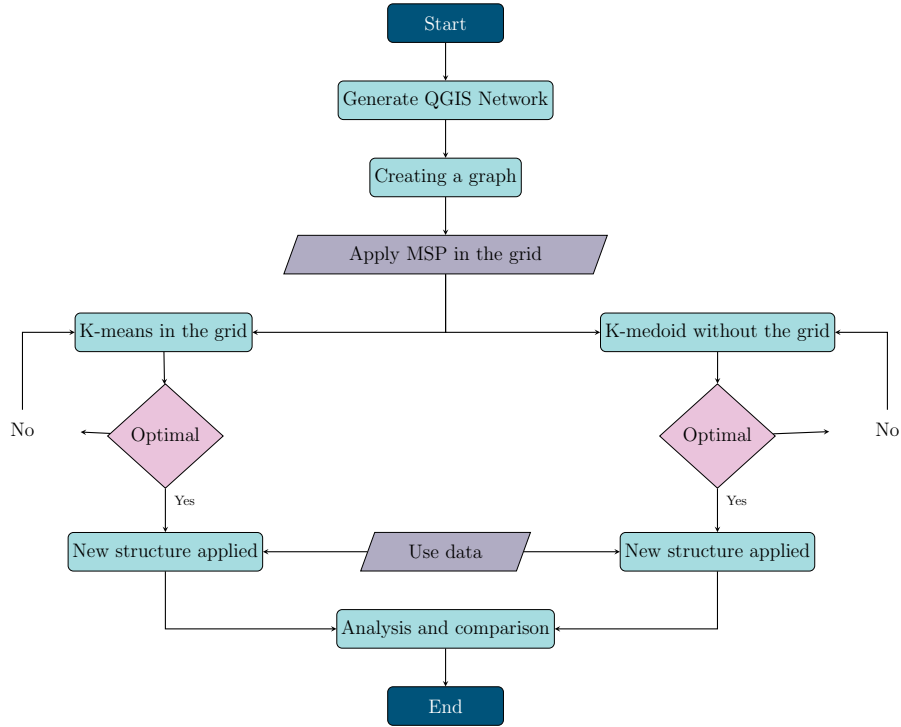 Start
Generate QGIS Network
Creating a graph
Apply MSP in the grid
K-means in the grid
K-medoid without the grid
No
Optimal
Optimal
No
Yes
Yes
New structure applied
Use data
New structure applied
Analysis and comparison
End